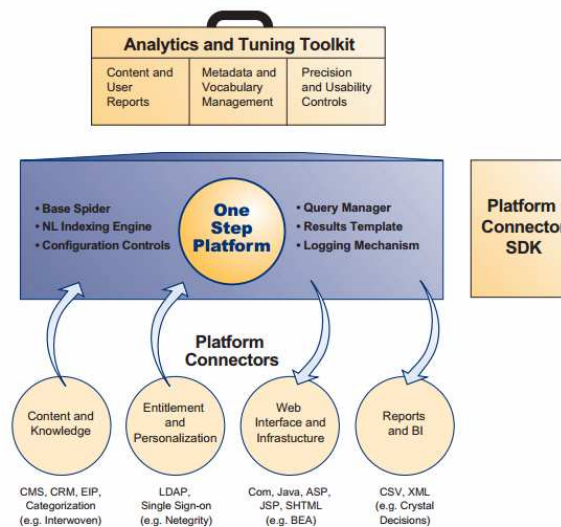 Analytics and Tuning Toolkit
Content and
User
Reports
Metadata and
Vocabulary
Management
Precision
and Usability
Controls
• Base Spider
• NL Indexing Engine
• Configuration Controls
One
Step
Platform
• Query Manager
• Results Template
• Logging Mechanism
Platform
Connector
SDK
Platform
Connectors
Content and
Knowledge
Entitlement
and
Personalization
Web
Interface and
Infrastucture
Reports
and BI
CMS, CRM, EIP,
Categorization
(e.g. Interwoven)
LDAP,
Single Sign-on
(e.g. Netegrity)
Com, Java, ASP,
JSP, SHTML
(e.g. BEA)
CSV, XML
(e.g. Crystal
Decisions)